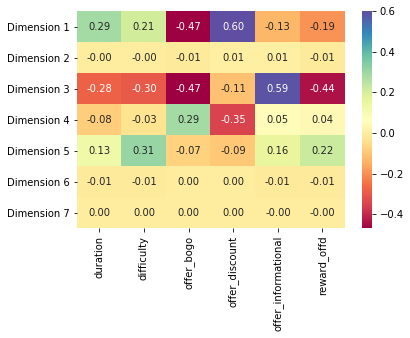 Dimension 1 0.29 0.21 -0.47 0.60 -0.13 -0.19
Dimension 2 -0.00 -0.00 -0.01 0.01 0.01 -0.01
Dimension 3 -0.28 -0.30 -0.47 -0.11 0.59 -0.44
Dimension 4 -0.08 -0.03 0.29 -0.35 0.05 0.04
Dimension 5 0.13 0.31 -0.07 -0.09 0.16 0.22
Dimension 6 -0.01 -0.01 0.00 0.00 -0.01 -0.01
Dimension 7 0.00 0.00 0.00 0.00 -0.00 -0.00
duration
difficulty
offer_bogo
offer_discount
offer_informational
reward_offd
0.6
0.4
0.2
0.0
−0.2
−0.4